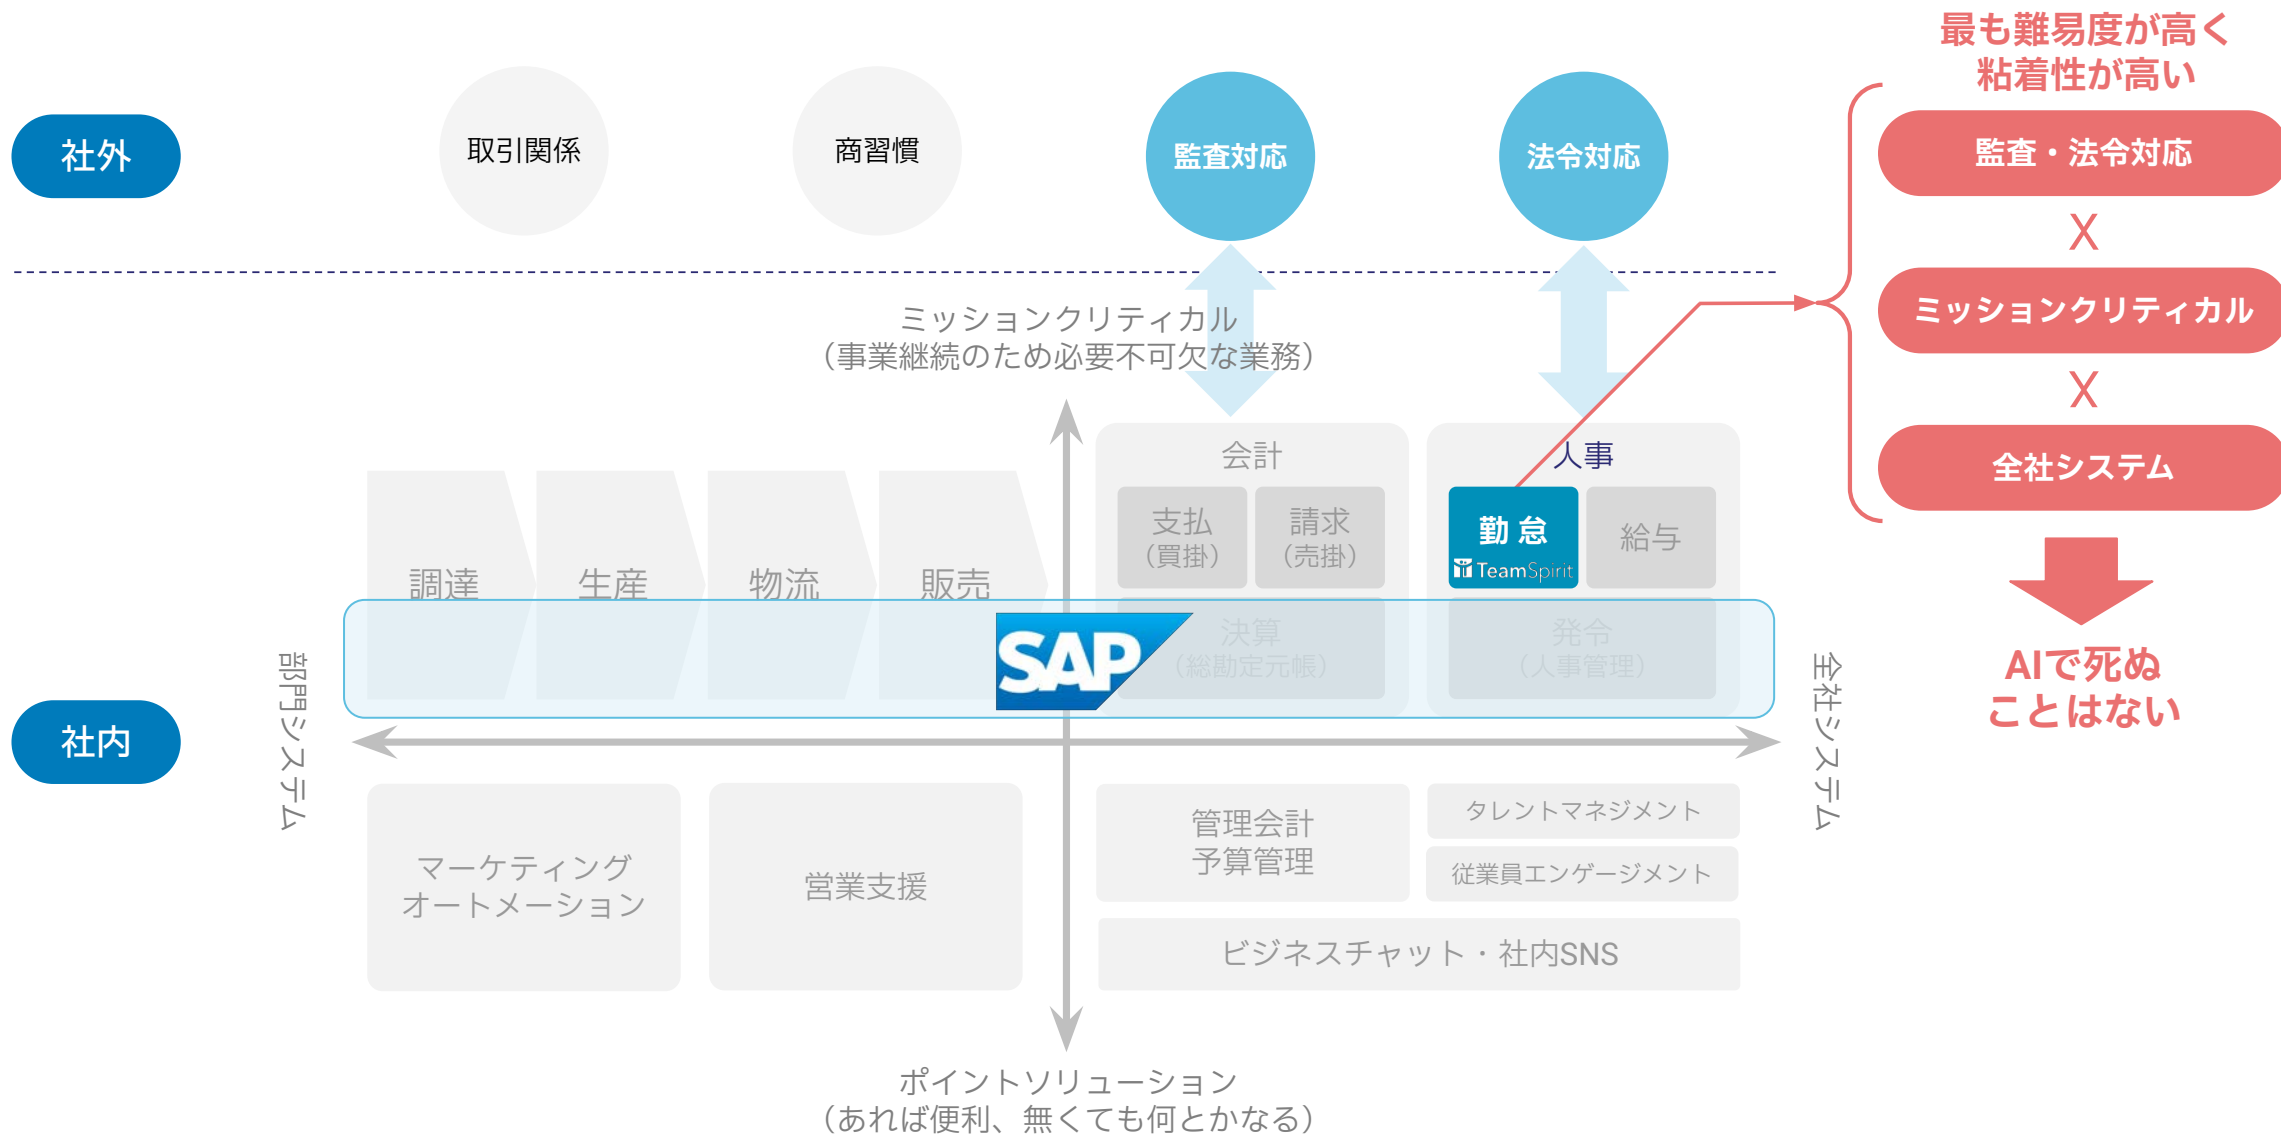 最も難易度が高く
粘着性が高い
社外
取引関係
商習慣
監査対応
法令対応
監査・法令対応
X
ミッションクリティカル
X
全社システム
AIで死ぬ
ことはない
ミッションクリティカル
（事業継続のため必要不可欠な業務）
会計
支払
（買掛）
請求
（売掛）
決算
（総勘定元帳）
人事
勤怠
TeamSpirit
給与
発令
（人事管理）
調達
生産
物流
販売
SAP
部門システム
全社システム
社内
マーケティング
オートメーション
営業支援
管理会計
予算管理
タレントマネジメント
従業員エンゲージメント
ビジネスチャット・社内SNS
ポイントソリューション
（あれば便利、無くても何とかなる）